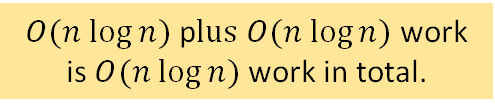 O(n log n) plus O(n log n) work
is O(n log n) work in total.